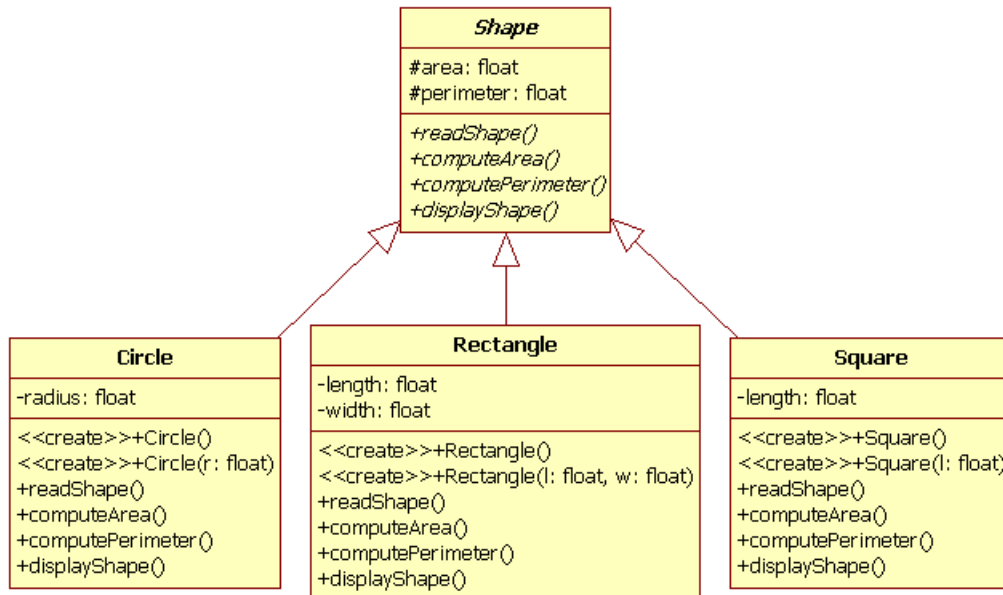 Shape
#area: float
#perimeter: float
+readShape()
+computeArea()
+computePerimeter()
+displayShape()
Circle
-radius: float
<<create>>+Circle()
<<create>>+Circle(r: float)
+readShape()
+computeArea()
+computePerimeter()
+displayShape()
Rectangle
-length: float
-width: float
<<create>>+Rectangle()
<<create>>+Rectangle(l: float, w: float)
+readShape()
+computeArea()
+computePerimeter()
+displayShape()
Square
-length: float
<<create>>+Square()
<<create>>+Square(l: float)
+readShape()
+computeArea()
+computePerimeter()
+displayShape()